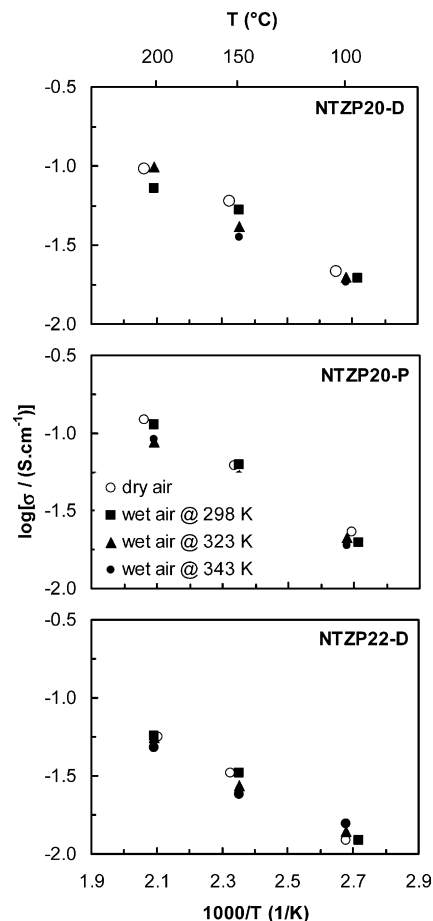 T (°C)
200 150 100
-0.5
NTZP20-D
-1.0
-1.5
-2.0
-0.5
NTZP20-P
-1.0
log[σ / (S.cm⁻¹)]
dry air
wet air @ 298 K
-1.5
wet air @ 323 K
wet air @ 343 K
-2.0
-0.5
NTZP22-D
-1.0
-1.5
-2.0
1.9 2.1 2.3 2.5 2.7 2.9
1000/T (1/K)